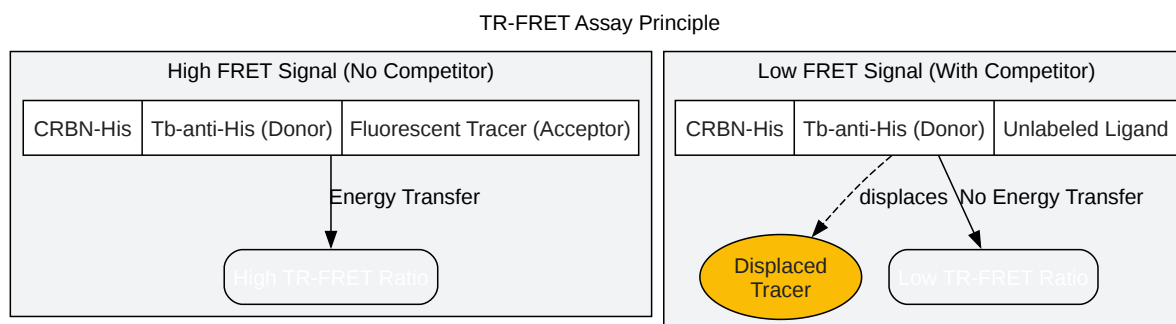 TR-FRET Assay Principle
High FRET Signal (No Competitor)
CRBN-His
Tb-anti-His (Donor)
Fluorescent Tracer (Acceptor)
Energy Transfer
High TR-FRET Ratio
Low FRET Signal (With Competitor)
CRBN-His
Tb-anti-His (Donor)
Unlabeled Ligand
displaces
No Energy Transfer
Displaced
Tracer
Low TR-FRET Ratio